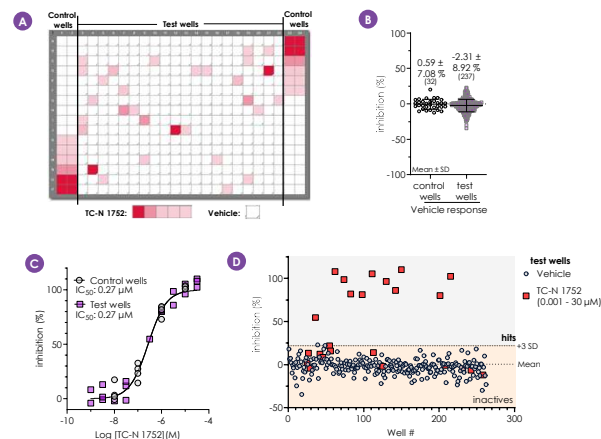 A
Control
wells
Test wells
Control
wells
TC-N 1752:
Vehicle:
B
inhibition (%)
100
50
0
-50
-100
0.59 ±
7.08 %
(32)
-2.31 ±
8.92 %
(237)
Mean ± SD
control
wells
test
wells
Vehicle response
C
inhibition (%)
100
50
0
Control wells
IC50: 0.27 µM
Test wells
IC50: 0.27 µM
-10 -9 -8 -7 -6 -5 -4
Log [TC-N 1752](M)
D
inhibition (%)
100
50
0
-50
0 100 200 300
Well #
hits
+3 SD
Mean
inactives
test wells
Vehicle
TC-N 1752
(0.001 - 30 µM)